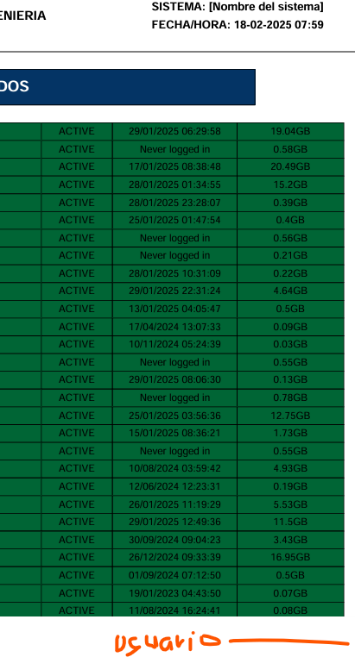 SISTEMA: [Nombre del sistema]
ENIERIA
FECHA/HORA: 18-02-2025 07:59
DOS
ACTIVE 29/01/2025 06:29:58 19.04GB
ACTIVE Never logged in 0.58GB
ACTIVE 17/01/2025 08:38:48 20.49GB
ACTIVE 28/01/2025 01:34:55 15.2GB
ACTIVE 28/01/2025 23:28:07 0.39GB
ACTIVE 25/01/2025 01:47:54 0.4GB
ACTIVE Never logged in 0.56GB
ACTIVE Never logged in 0.21GB
ACTIVE 28/01/2025 10:31:09 0.22GB
ACTIVE 29/01/2025 22:31:24 4.64GB
ACTIVE 13/01/2025 04:05:47 0.5GB
ACTIVE 17/04/2024 13:07:33 0.09GB
ACTIVE 10/11/2024 05:24:39 0.03GB
ACTIVE Never logged in 0.55GB
ACTIVE 29/01/2025 08:06:30 0.13GB
ACTIVE Never logged in 0.78GB
ACTIVE 25/01/2025 03:56:36 12.75GB
ACTIVE 15/01/2025 08:36:21 1.73GB
ACTIVE Never logged in 0.55GB
ACTIVE 10/08/2024 03:59:42 4.93GB
ACTIVE 12/06/2024 12:23:31 0.19GB
ACTIVE 26/01/2025 11:19:29 5.53GB
ACTIVE 29/01/2025 12:49:36 11.5GB
ACTIVE 30/09/2024 09:04:23 3.43GB
ACTIVE 26/12/2024 09:33:39 16.95GB
ACTIVE 01/09/2024 07:12:50 0.5GB
ACTIVE 19/01/2023 04:43:50 0.07GB
ACTIVE 11/08/2024 16:24:41 0.08GB
usuario